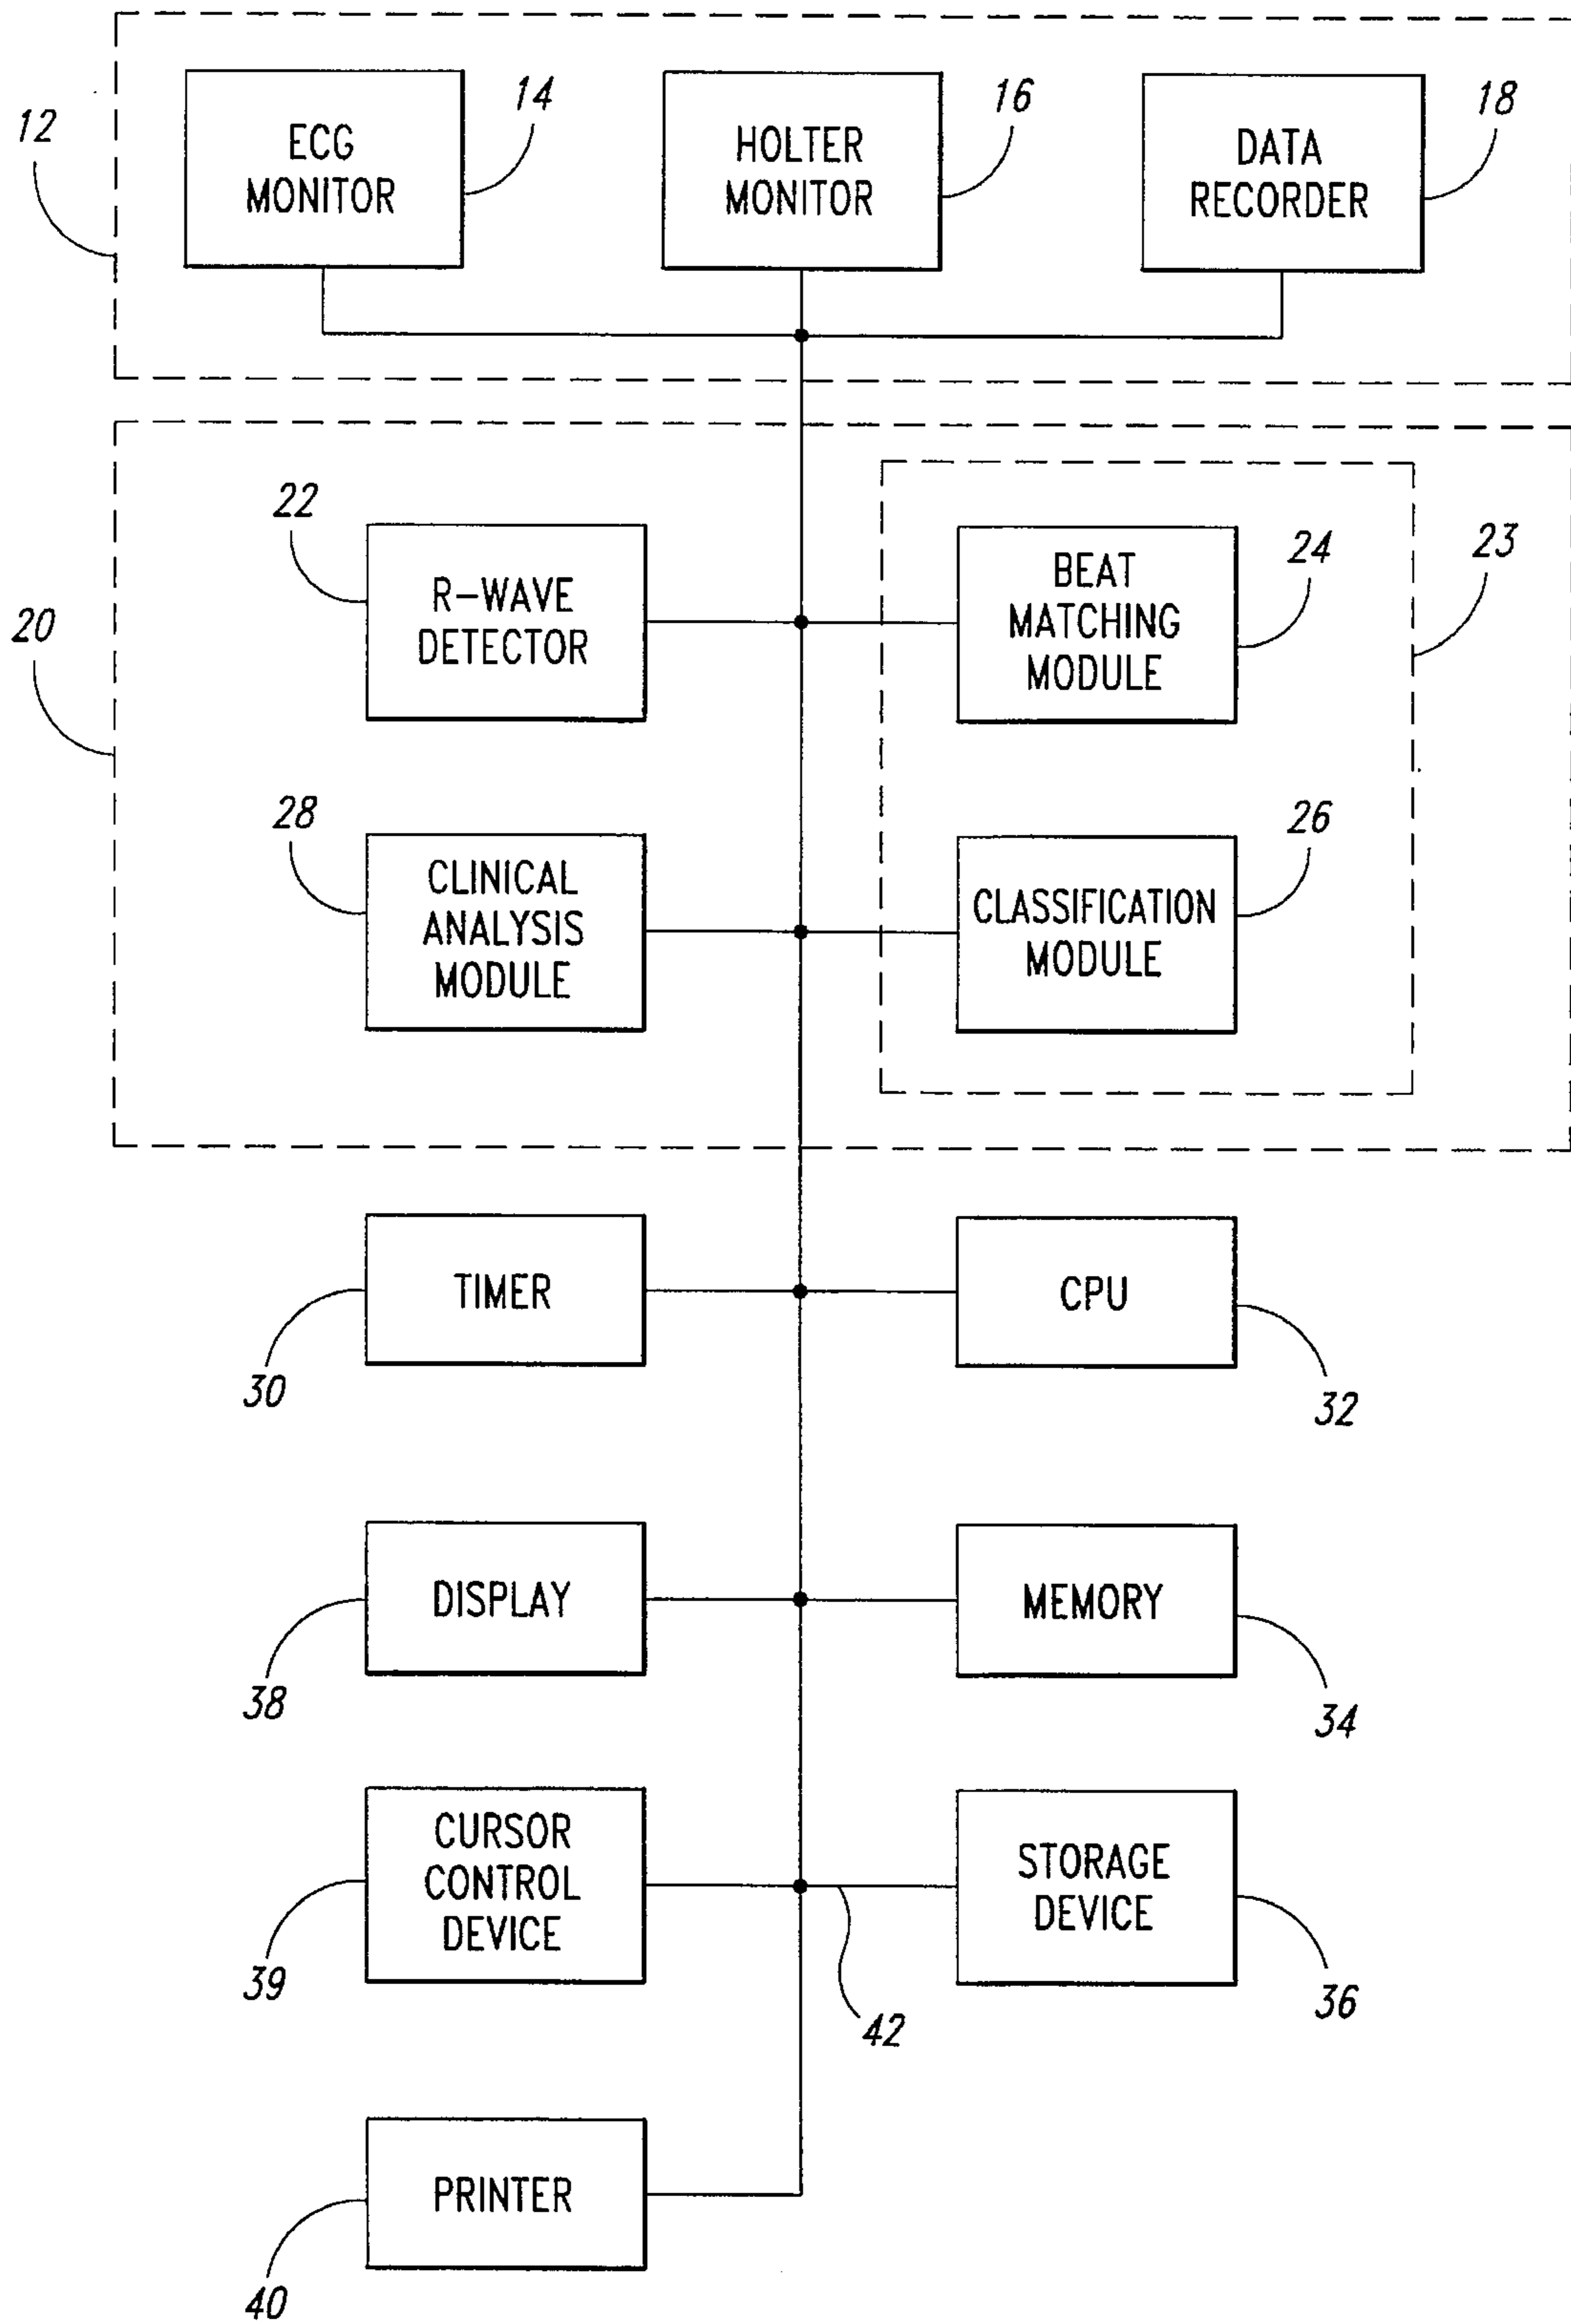 12
ECG
MONITOR
14
HOLTER
MONITOR
16
DATA
RECORDER
18
20
22
R-WAVE
DETECTOR
BEAT
MATCHING
MODULE
24
23
28
CLINICAL
ANALYSIS
MODULE
CLASSIFICATION
MODULE
26
TIMER
30
CPU
32
DISPLAY
38
MEMORY
34
CURSOR
CONTROL
DEVICE
39
STORAGE
DEVICE
36
42
PRINTER
40